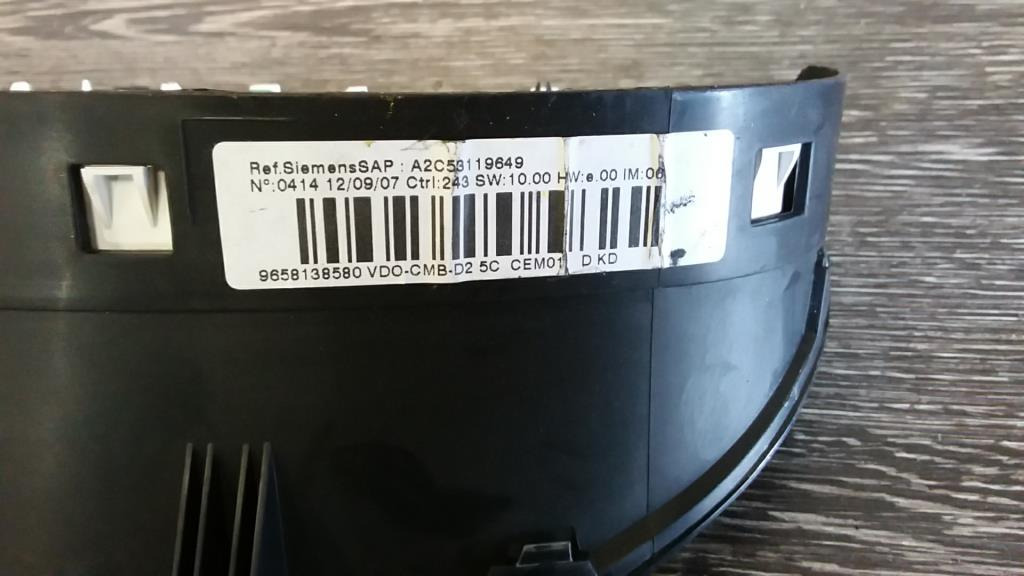 Ref.SiemensSAP : A2C53119649
N°:0414 12/09/07 Ctrl:243 SW:10.00 HW:e.00 IM:06
9658138580 VDO-CMB-D2 5C CEM01 D KD